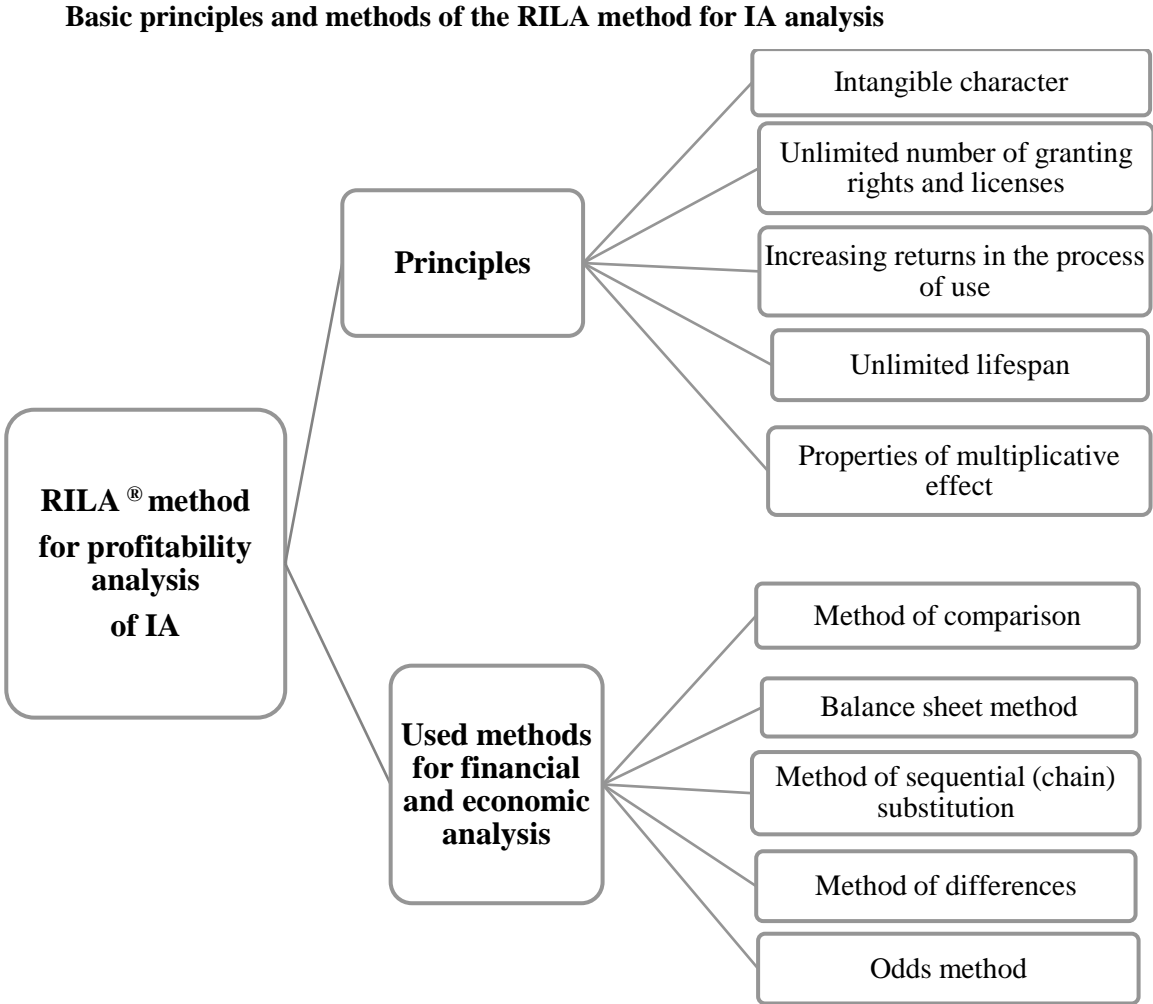 Basic principles and methods of the RILA method for IA analysis
RILA ® method
for profitability
analysis
of IA
Principles
Intangible character
Unlimited number of granting
rights and licenses
Increasing returns in the process
of use
Unlimited lifespan
Properties of multiplicative
effect
Used methods
for financial
and economic
analysis
Method of comparison
Balance sheet method
Method of sequential (chain)
substitution
Method of differences
Odds method